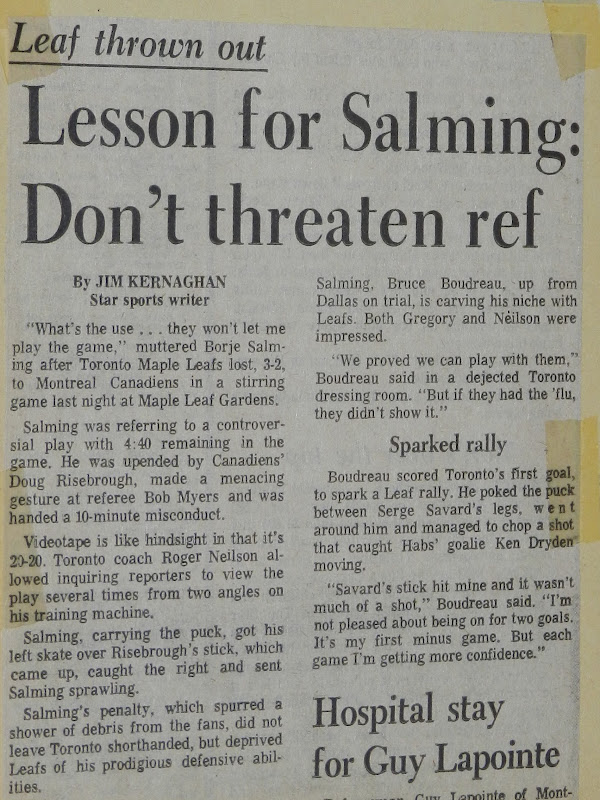 Leaf thrown out
Lesson for Salming:
Don't threaten ref
By JIM KERNAGHAN
Star sports writer
"What's the use . . . they won't let me
play the game," muttered Borje Salm-
ing after Toronto Maple Leafs lost, 3-2,
to Montreal Canadiens in a stirring
game last night at Maple Leaf Gardens.
Salming was referring to a controver-
sial play with 4:40 remaining in the
game. He was upended by Canadiens'
Doug Risebrough, made a menacing
gesture at referee Bob Myers and was
handed a 10-minute misconduct.
Videotape is like hindsight in that it's
20-20. Toronto coach Roger Neilson al-
lowed inquiring reporters to view the
play several times from two angles on
his training machine.
Salming, carrying the puck, got his
left skate over Risebrough's stick, which
came up, caught the right and sent
Salming sprawling.
Salming's penalty, which spurred a
shower of debris from the fans, did not
leave Toronto shorthanded, but deprived
Leafs of his prodigious defensive abil-
ities.
Salming, Bruce Boudreau, up from
Dallas on trial, is carving his niche with
Leafs. Both Gregory and Neilson were
impressed.
"We proved we can play with them,"
Boudreau said in a dejected Toronto
dressing room. "But if they had the 'flu,
they didn't show it."
Sparked rally
Boudreau scored Toronto's first goal,
to spark a Leaf rally. He poked the puck
between Serge Savard's legs, went
around him and managed to chop a shot
that caught Habs' goalie Ken Dryden
moving.
"Savard's stick hit mine and it wasn't
much of a shot," Boudreau said. "I'm
not pleased about being on for two goals.
It's my first minus game. But each
game I'm getting more confidence."
Hospital stay
for Guy Lapointe
Guy Lapointe of Mont-